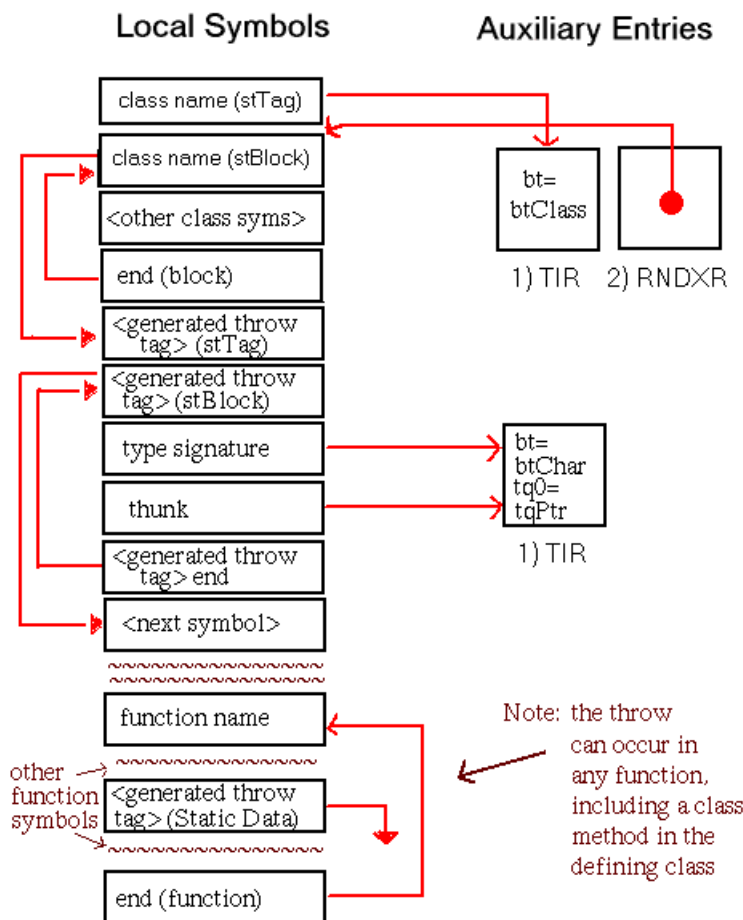 Local Symbols
Auxiliary Entries
class name (stTag)
class name (stBlock)
<other class syms>
end (block)
<generated throw
tag> (stTag)
<generated throw
tag> (stBlock)
type signature
thunk
<generated throw
tag> end
<next symbol>
~~~~~~~~~~~~~~~
~~~~~~~~~~~~~~~
function name
~~~~~~~~~~~~~~
<generated throw
tag> (Static Data)
~~~~~~~~~~~~~~
end (function)
other
function
symbols
bt=
btClass
1) TIR
2) RNDXR
bt=
btChar
tq0=
tqPtr
1) TIR
Note: the throw
can occur in
any function,
including a class
method in the
defining class